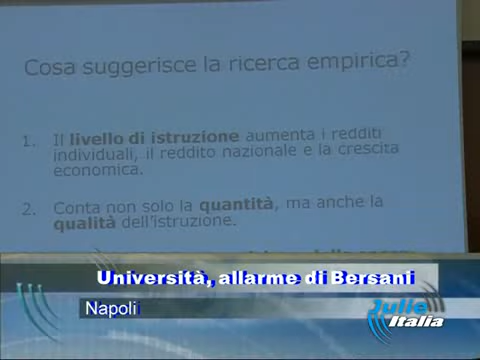 Cosa suggerisce la ricerca empirica?
1. Il livello di istruzione aumenta i redditi
individuali, il reddito nazionale e la crescita
economica.
2. Conta non solo la quantità, ma anche la
qualità dell'istruzione.
Università, allarme di Bersani
Napoli
Julie
Italia